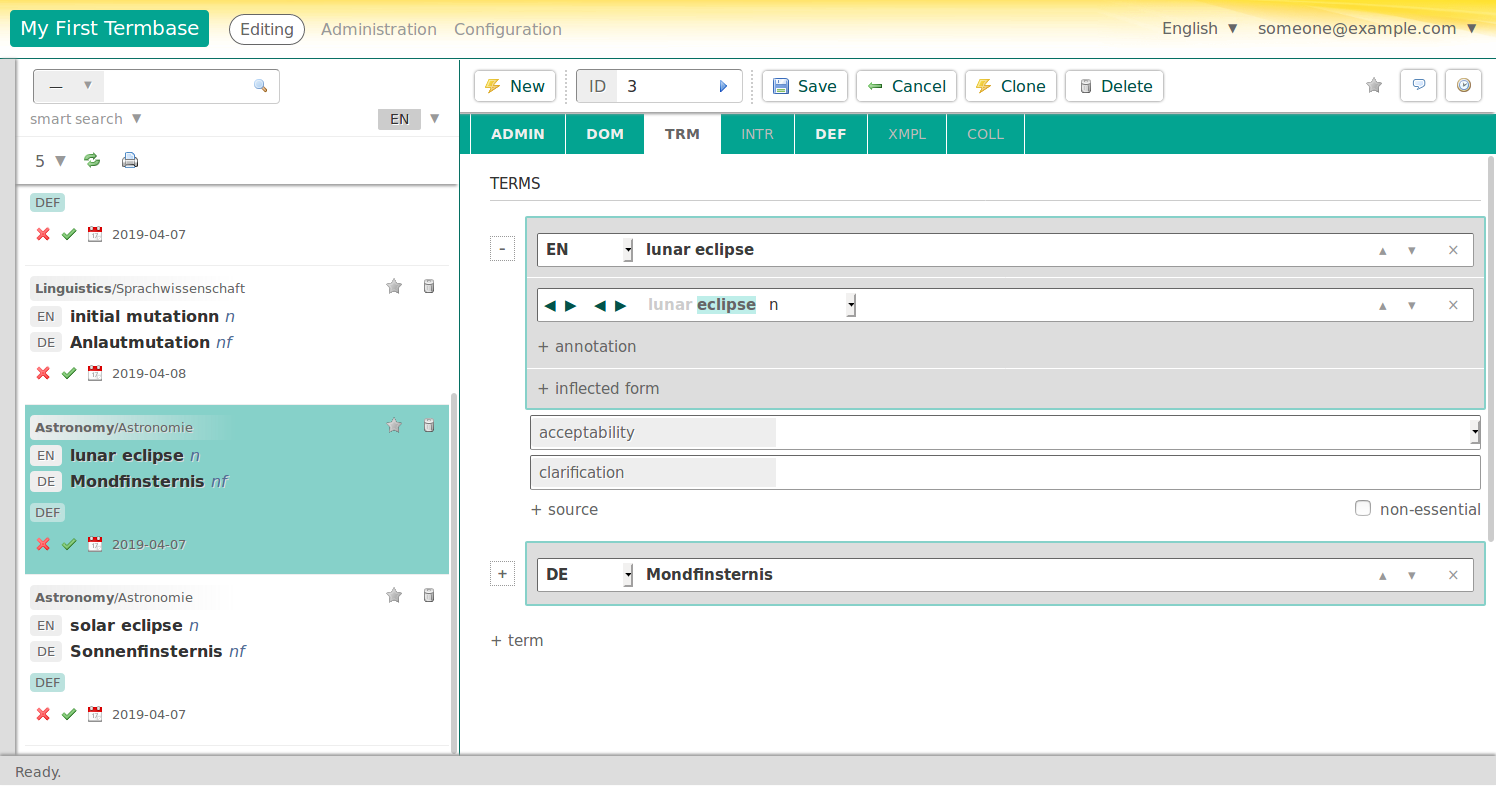 My First Termbase Editing Administration Configuration English ▼ someone@example.com ▼
— ▼
smart search ▼ EN ▼
5 ▼
DEF
2019-04-07
Linguistics/Sprachwissenschaft
EN initial mutationn n
DE Anlautmutation nf
2019-04-08
Astronomy/Astronomie
EN lunar eclipse n
DE Mondfinsternis nf
DEF
2019-04-07
Astronomy/Astronomie
EN solar eclipse n
DE Sonnenfinsternis nf
DEF
2019-04-07
New ID 3 Save Cancel Clone Delete
ADMIN DOM TRM INTR DEF XMPL COLL
TERMS
- EN lunar eclipse ▲ ▼ ×
◀ ▶ ◀ ▶ lunar eclipse n ▲ ▼ ×
+ annotation
+ inflected form
acceptability
clarification
+ source non-essential
+ DE Mondfinsternis ▲ ▼ ×
+ term
Ready.